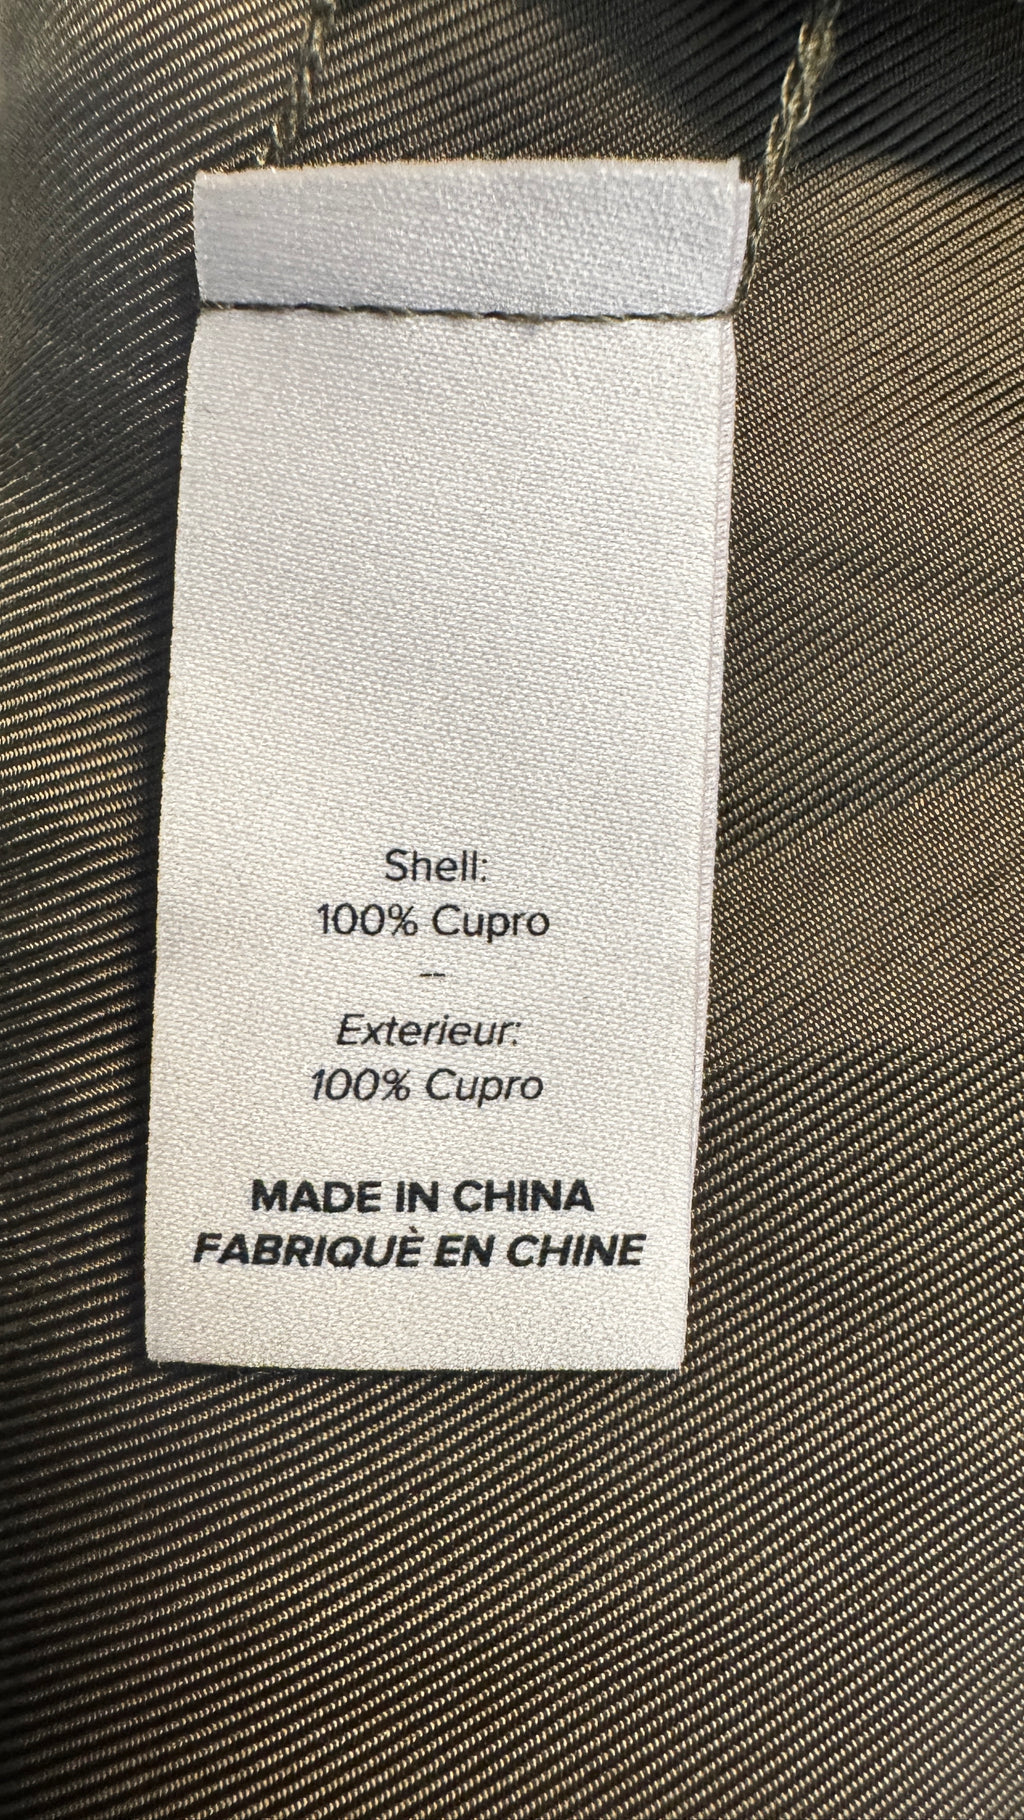 Shell:
100% Cupro
--
Exterieur:
100% Cupro
MADE IN CHINA
FABRIQUÈ EN CHINE